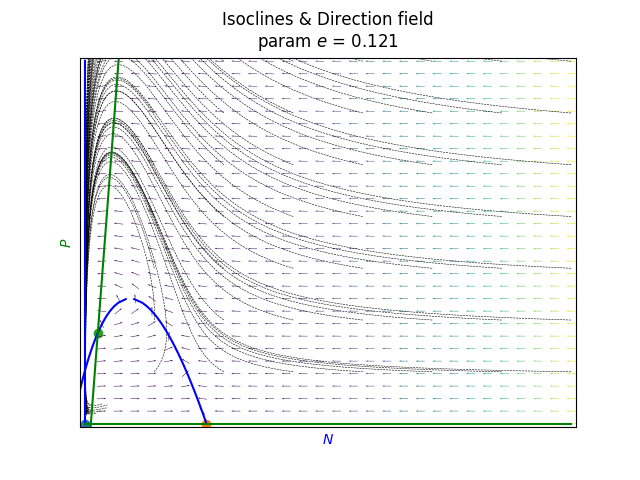 Isoclines & Direction field
param e = 0.121
P
N